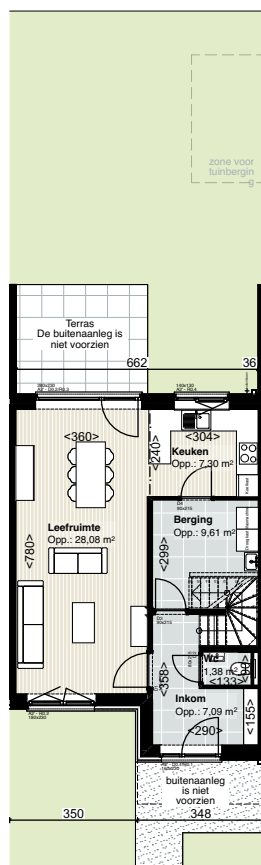 zone voor
tuinbergin
g
Terras
De buitenaanleg is
niet voorzien
662
36
<360>
<304>
<240>
Keuken
Opp.: 7,30 m²
Berging
Opp.: 9,61 m²
Leefruimte
Opp.: 28,08 m²
<780>
<299>
Wc
1,38 m²
<133>
<358>
Inkom
Opp.: 7,09 m²
<155>
<290>
buitenaanleg
is niet
voorzien
350
348